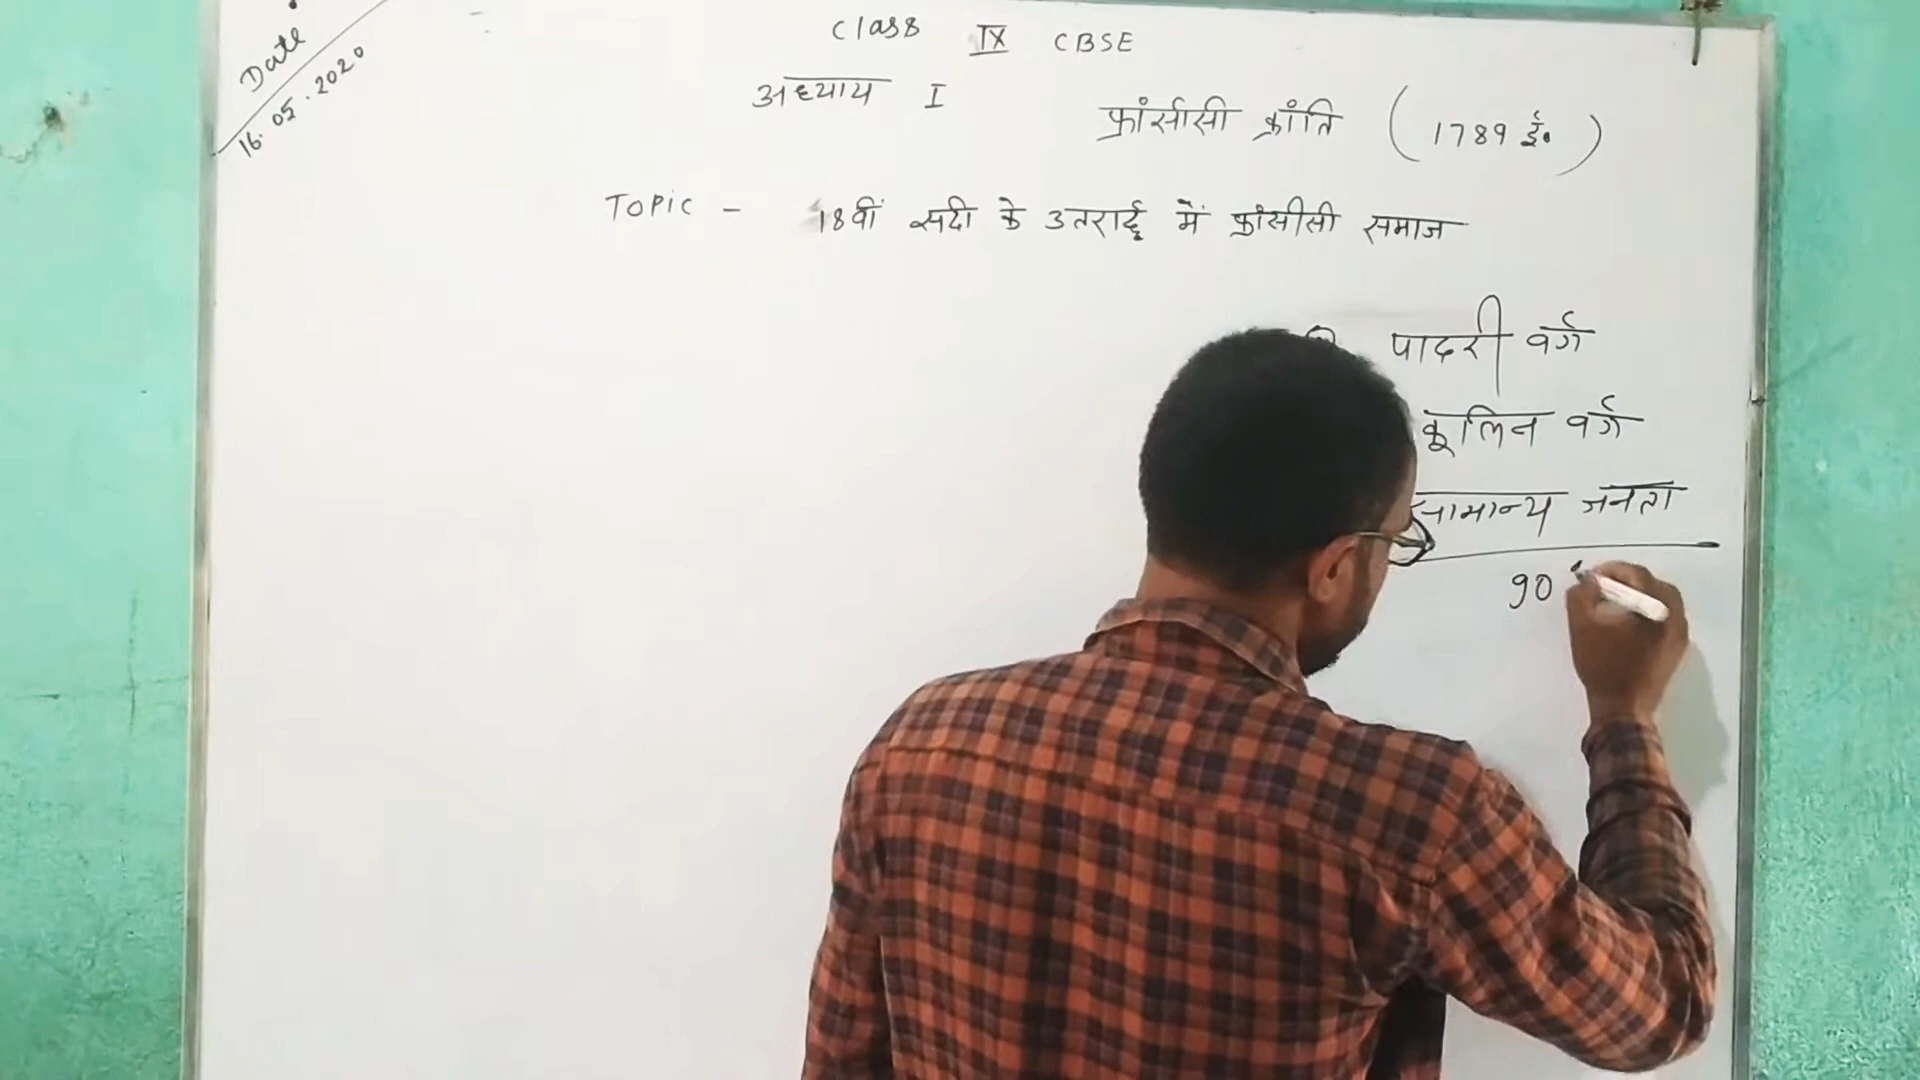 Date
16.05.2020
Class IX CBSE
अध्याय I
फ्रांसीसी क्रांति (1789 ई०)
TOPIC - 18वीं सदी के उतरार्द्ध में फ्रांसीसी समाज
पादरी वर्ग
कूलिन वर्ग
सामान्य जनता
90